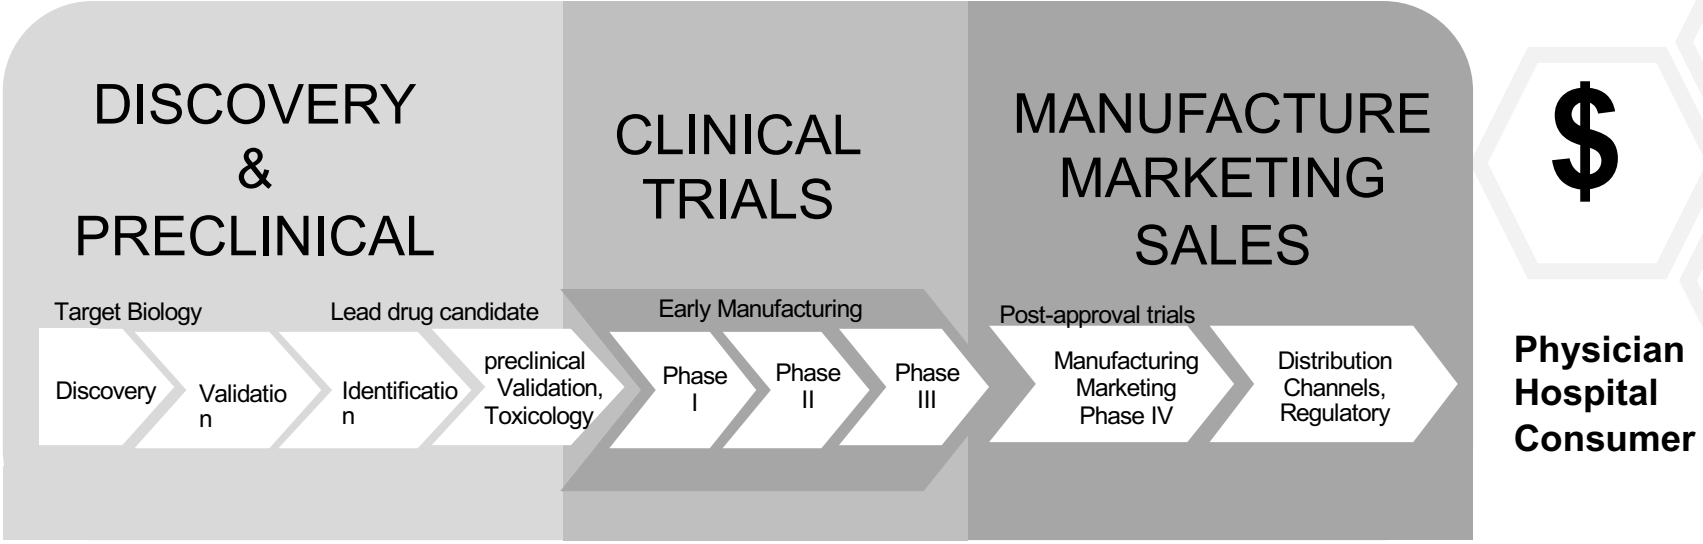 DISCOVERY
&
PRECLINICAL
Target Biology
Lead drug candidate
Discovery
Validatio
n
Identificatio
n
preclinical
Validation,
Toxicology
CLINICAL
TRIALS
Early Manufacturing
Phase
I
Phase
II
Phase
III
MANUFACTURE
MARKETING
SALES
Post-approval trials
Manufacturing
Marketing
Phase IV
Distribution
Channels,
Regulatory
$
Physician
Hospital
Consumer